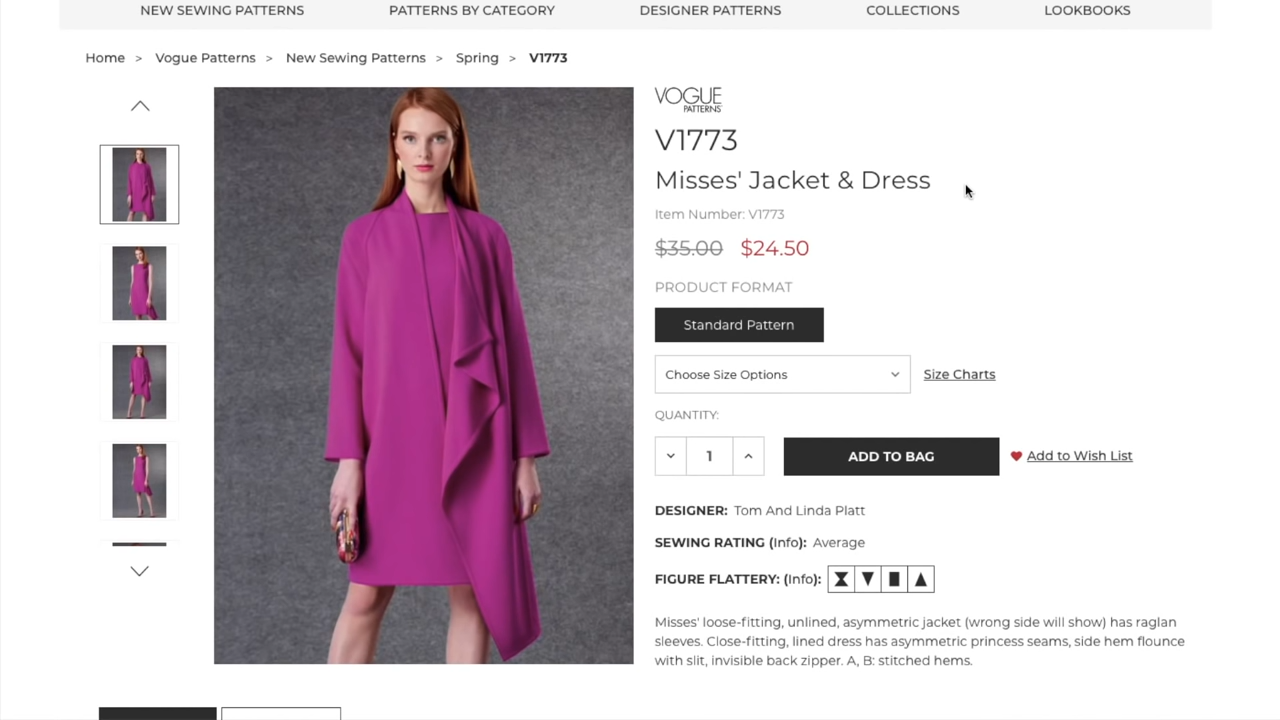 NEW SEWING PATTERNS PATTERNS BY CATEGORY DESIGNER PATTERNS COLLECTIONS LOOKBOOKS
Home > Vogue Patterns > New Sewing Patterns > Spring > V1773
VOGUE
PATTERNS
V1773
Misses' Jacket & Dress
Item Number: V1773
$35.00 $24.50
PRODUCT FORMAT
Standard Pattern
Choose Size Options Size Charts
QUANTITY:
1 ADD TO BAG Add to Wish List
DESIGNER: Tom And Linda Platt
SEWING RATING (Info): Average
FIGURE FLATTERY: (Info):
Misses' loose-fitting, unlined, asymmetric jacket (wrong side will show) has raglan
sleeves. Close-fitting, lined dress has asymmetric princess seams, side hem flounce
with slit, invisible back zipper. A, B: stitched hems.